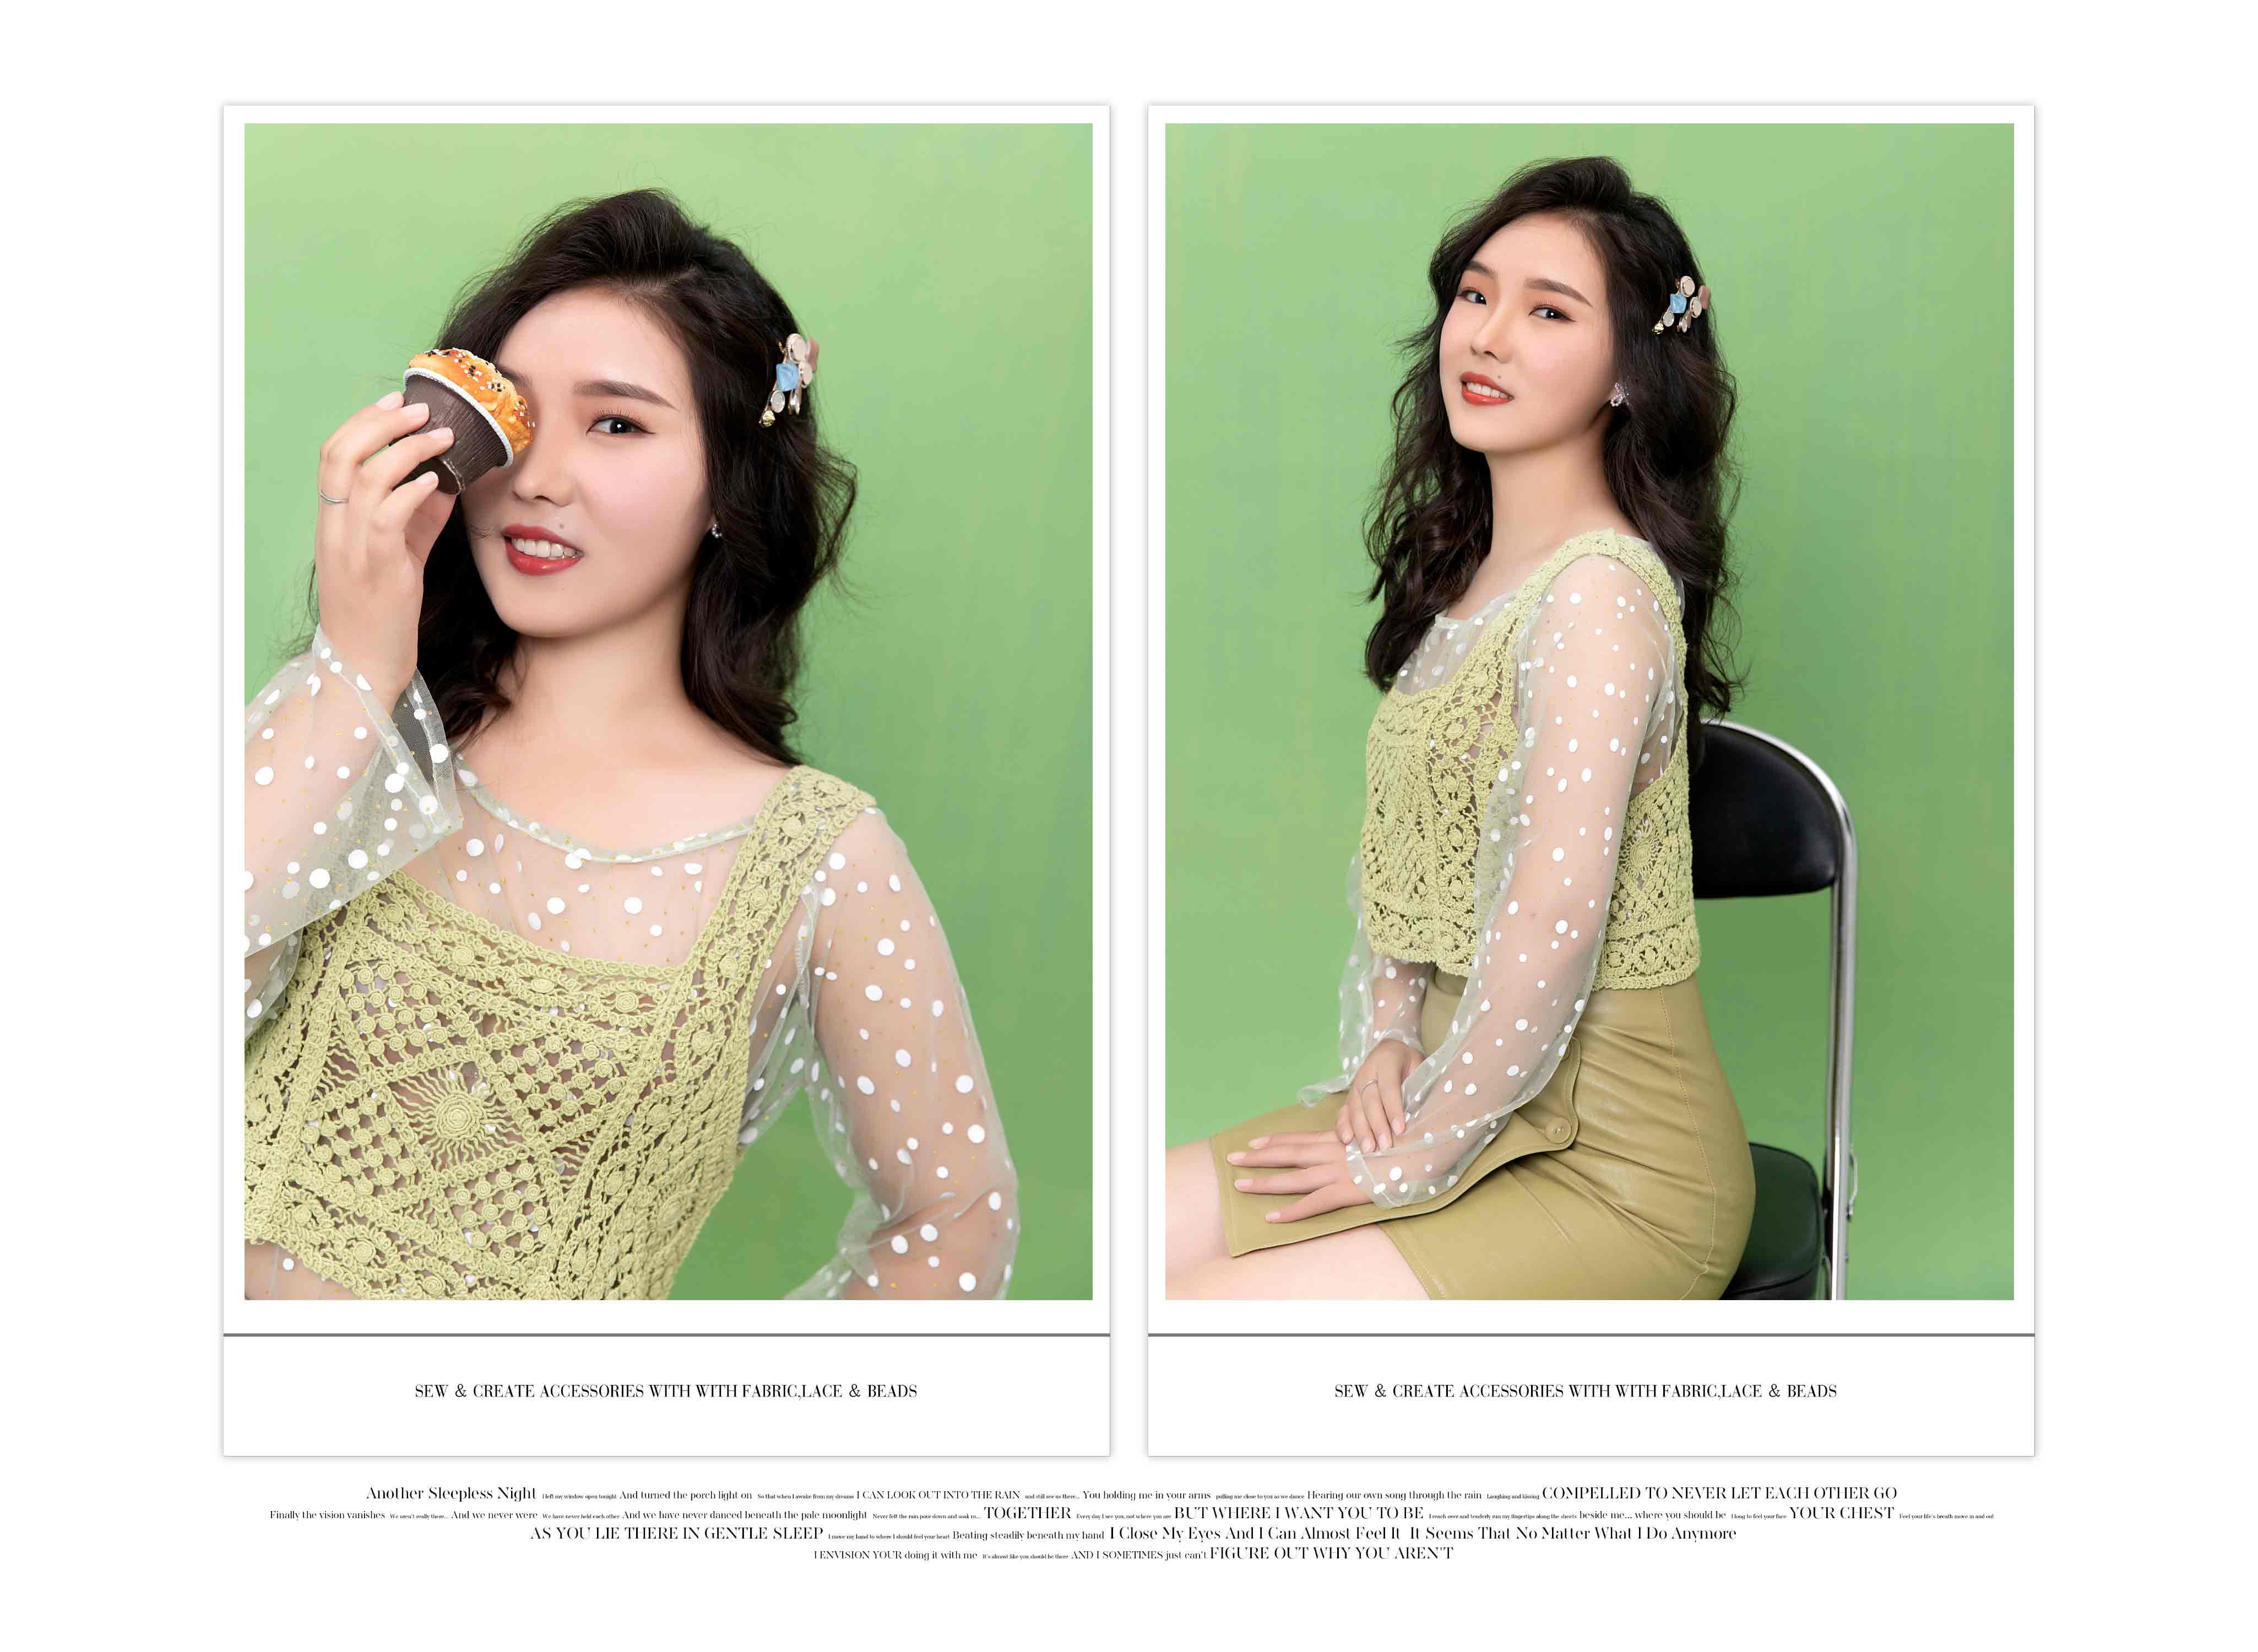 SEW & CREATE ACCESSORIES WITH WITH FABRIC,LACE & BEADS
SEW & CREATE ACCESSORIES WITH WITH FABRIC,LACE & BEADS
Another Sleepless Night I left my window open tonight And turned the porch light on So that when I awake from my dreams I CAN LOOK OUT INTO THE RAIN and still see us there... You holding me in your arms pulling me close to you as we dance Hearing our own song through the rain Laughing and kissing COMPELLED TO NEVER LET EACH OTHER GO
Finally the vision vanishes We aren't really there... And we never were We have never held each other And we have never danced beneath the pale moonlight Never felt the rain pour down and soak us... TOGETHER Every day I see you, not where you are BUT WHERE I WANT YOU TO BE I reach over and tenderly run my fingertips along the sheets beside me... where you should be I long to feel your face YOUR CHEST Feel your life's breath move in and out
AS YOU LIE THERE IN GENTLE SLEEP I move my hand to where I should feel your heart Beating steadily beneath my hand I Close My Eyes And I Can Almost Feel It It Seems That No Matter What I Do Anymore
I ENVISION YOUR doing it with me It's almost like you should be there AND I SOMETIMES just can't FIGURE OUT WHY YOU AREN'T